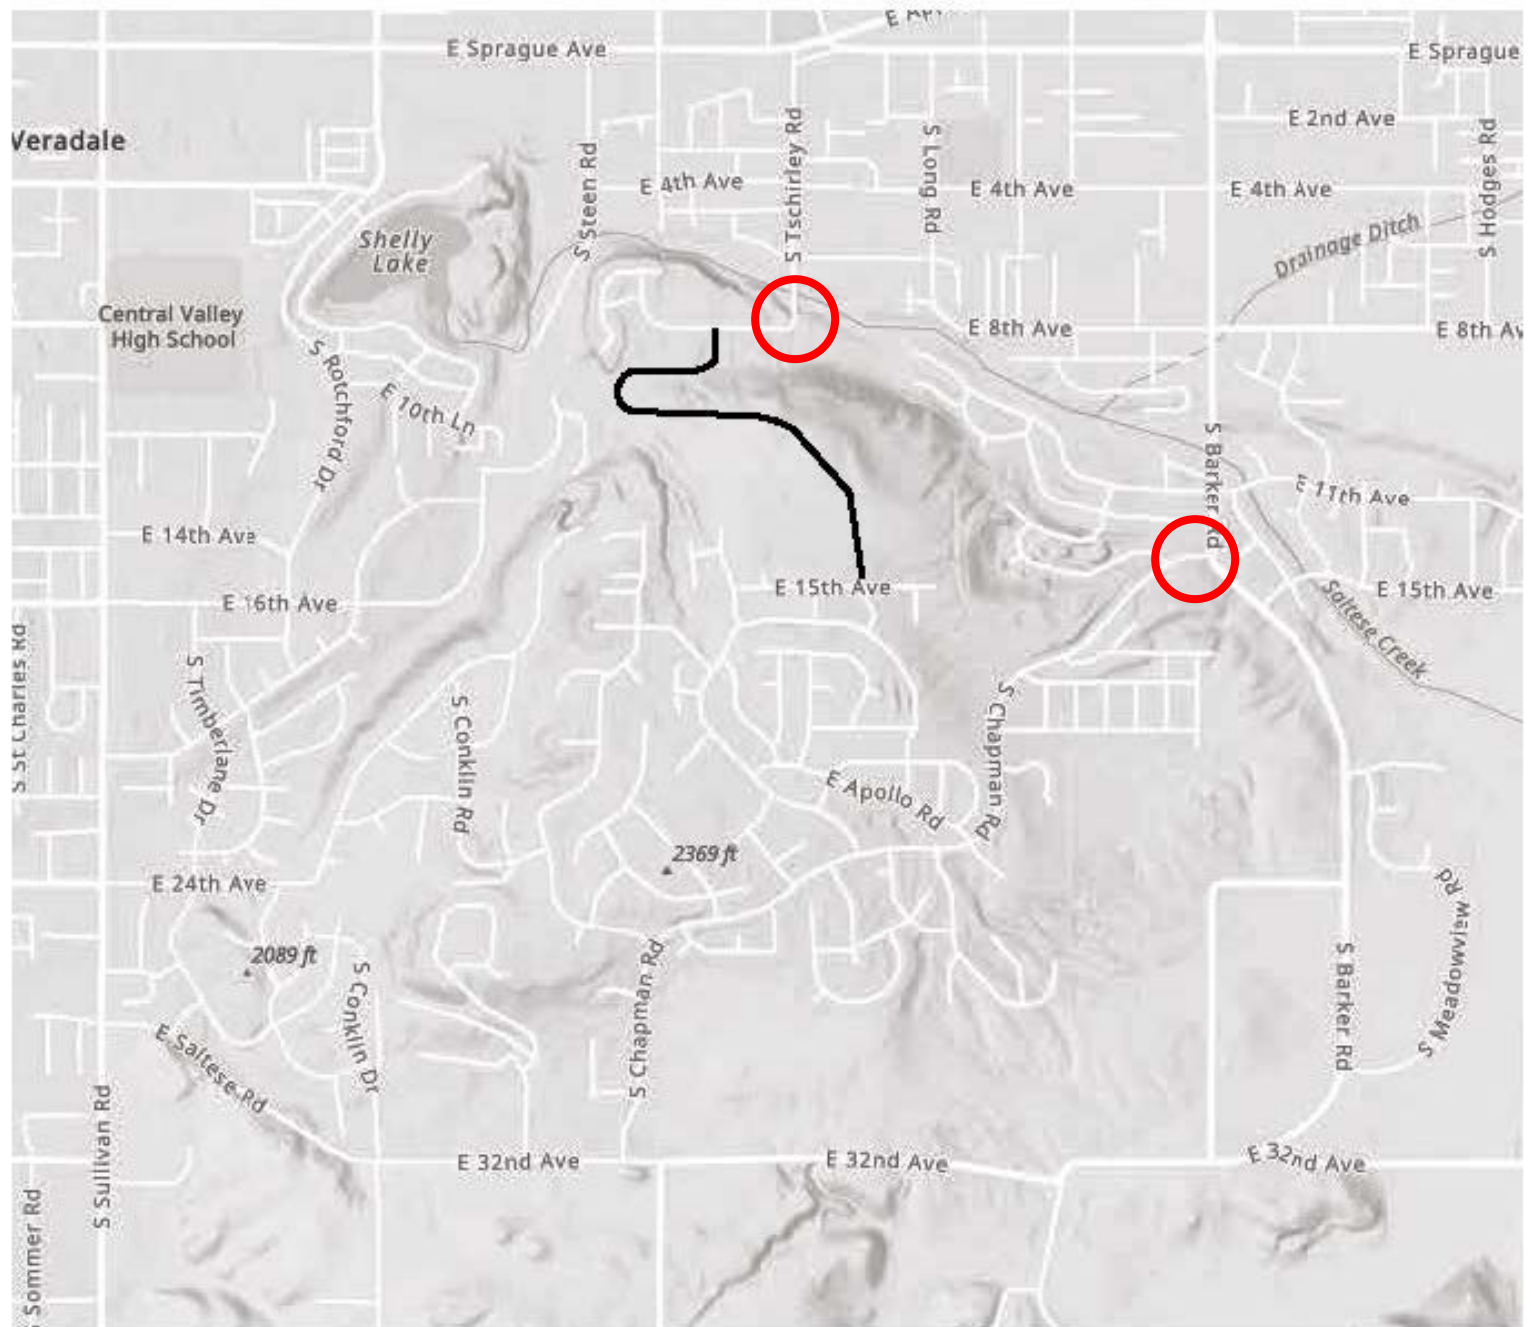 E Sprague Ave
E Sprague
E 2nd Ave
Veradale
S Hodges Rd
S Tschirley Rd
S Long Rd
S Steen Rd
E 4th Ave
E 4th Ave
E 4th Ave
Shelly
Lake
Drainage Ditch
Central Valley
High School
E 8th Ave
E 8th Av
S Rotchford Dr
E 10th Ln
S Barker Rd
E 11th Ave
E 14th Ave
E 15th Ave
E 15th Ave
E 16th Ave
Saltese Creek
S St Charles Rd
S Timberlane Dr
S Conklin Rd
S Chapman Rd
E Apollo Rd
2369 ft
E 24th Ave
S Meadowview Rd
2089 ft
S Conklin Dr
S Chapman Rd
S Barker Rd
E Saltese Rd
S Sullivan Rd
E 32nd Ave
E 32nd Ave
E 32nd Ave
Sommer Rd